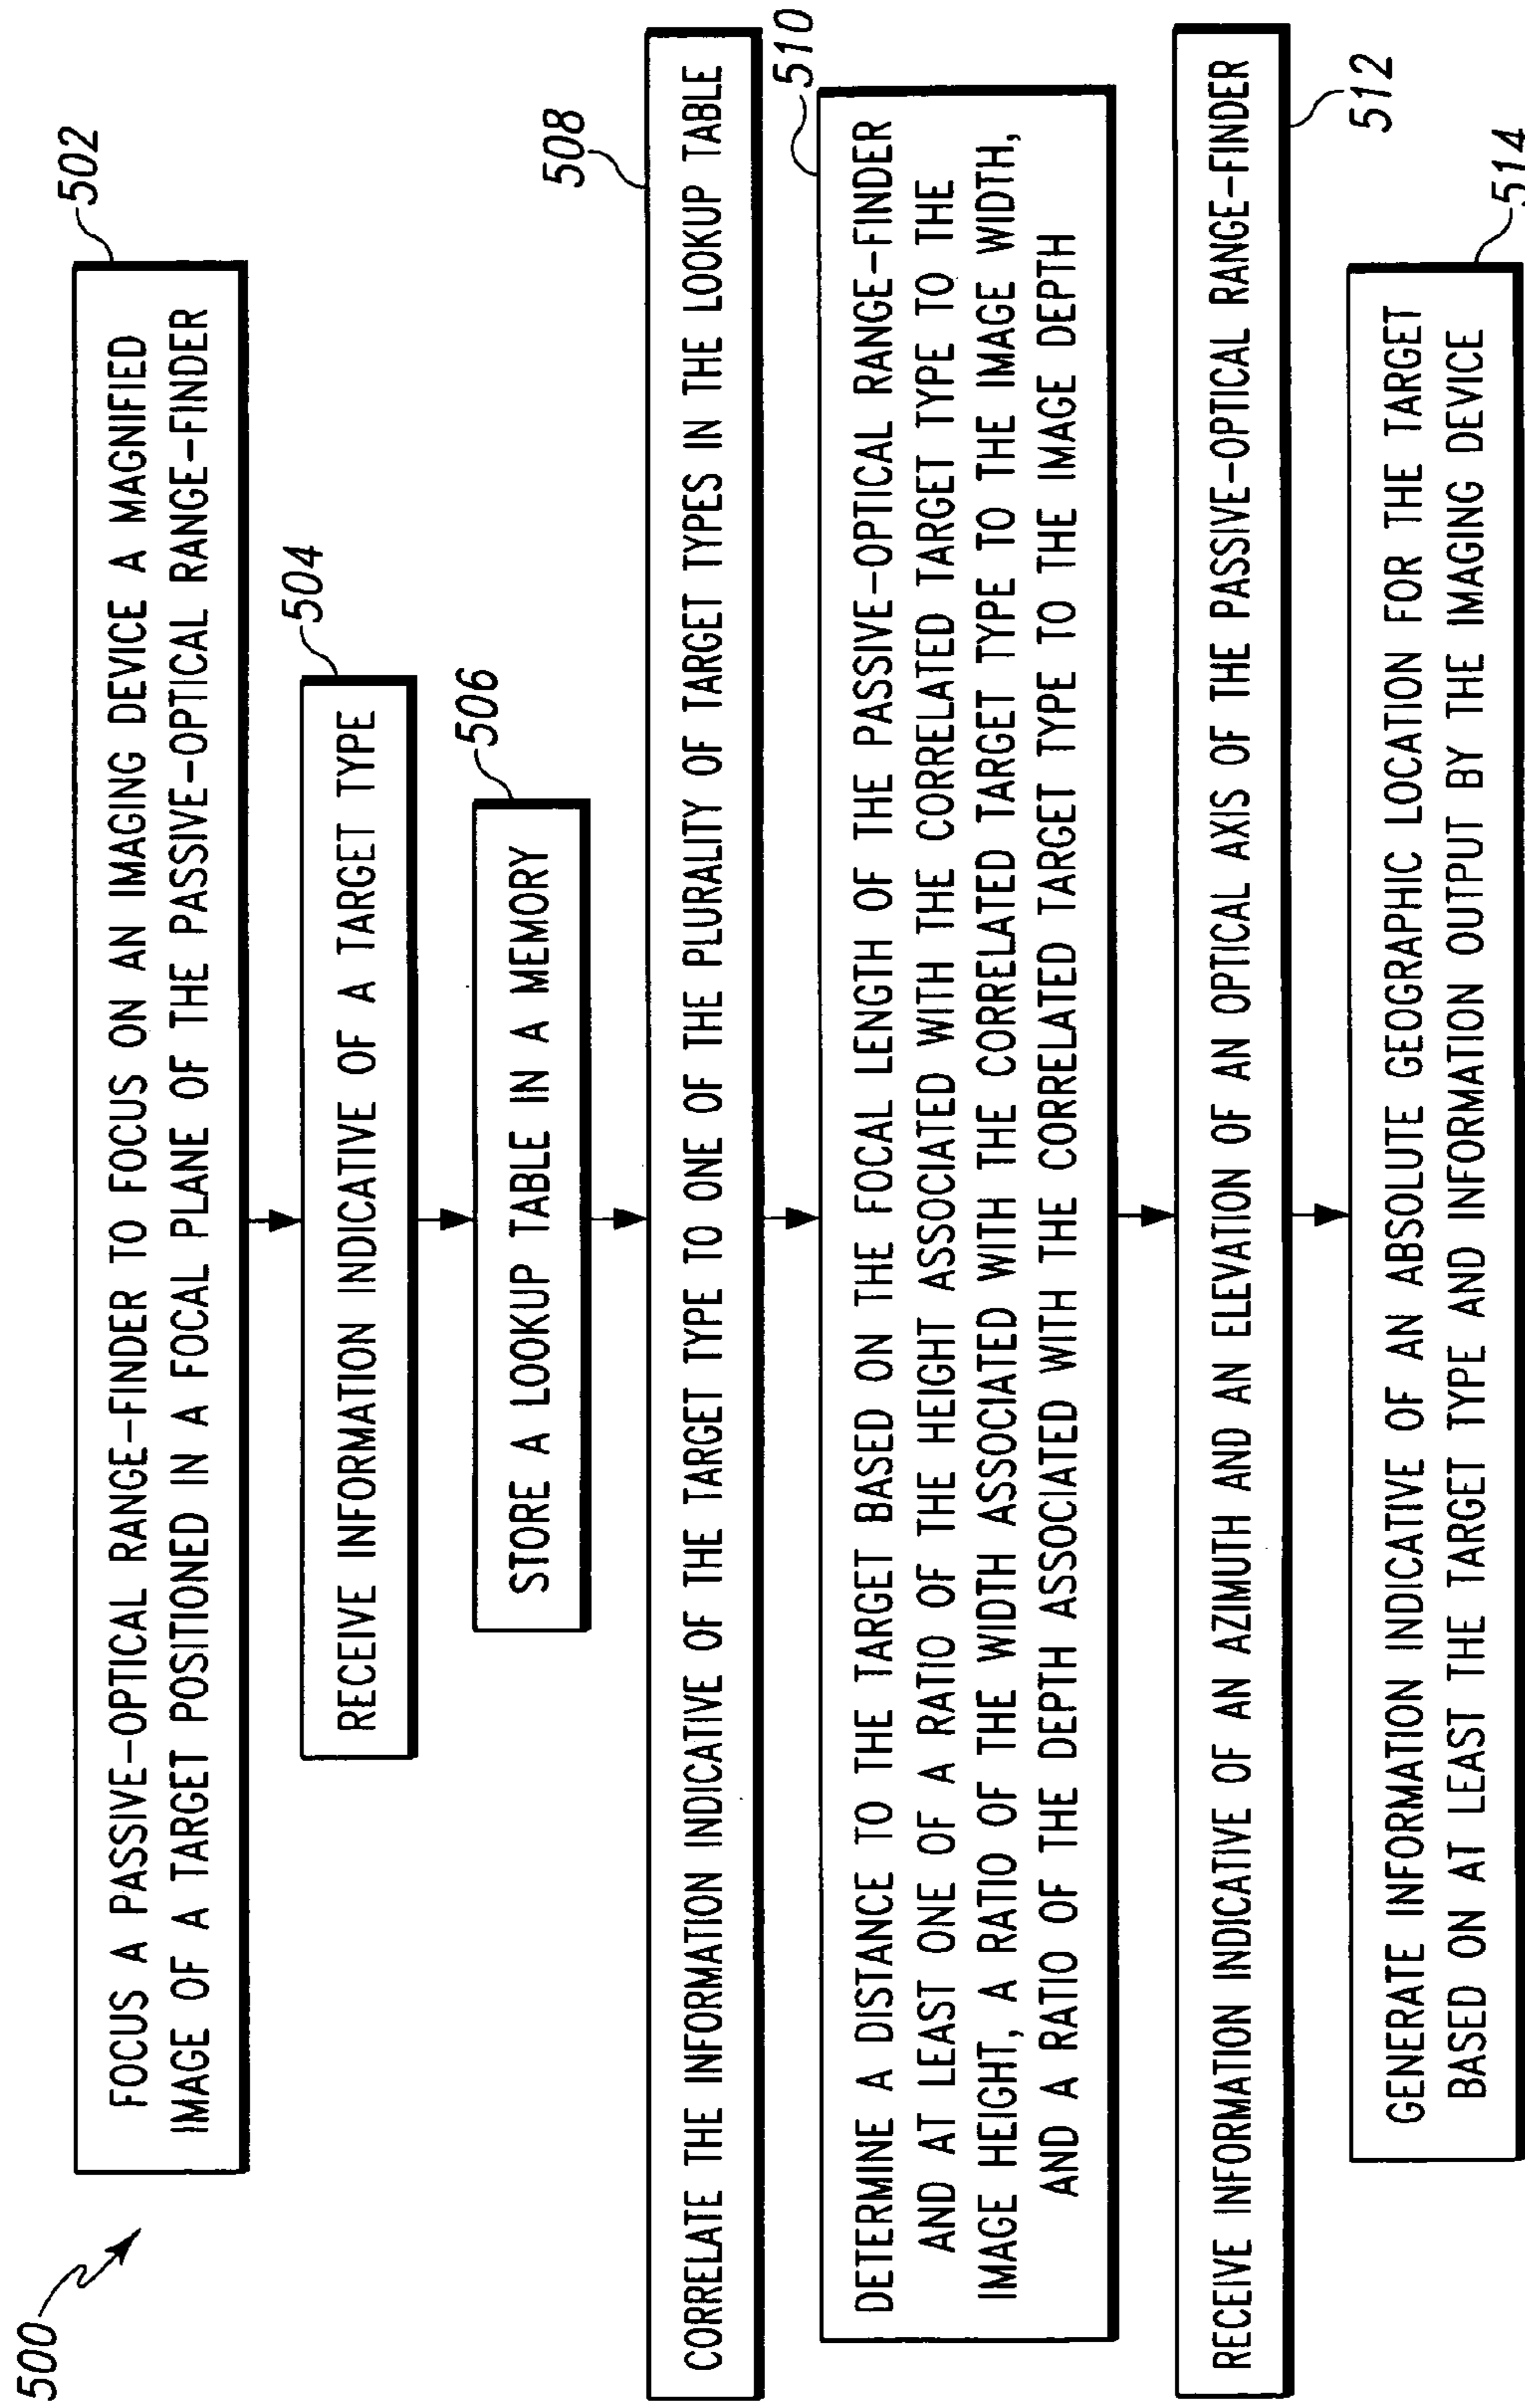 500
502
FOCUS A PASSIVE-OPTICAL RANGE-FINDER TO FOCUS ON AN IMAGING DEVICE A MAGNIFIED
IMAGE OF A TARGET POSITIONED IN A FOCAL PLANE OF THE PASSIVE-OPTICAL RANGE-FINDER
504
RECEIVE INFORMATION INDICATIVE OF A TARGET TYPE
506
STORE A LOOKUP TABLE IN A MEMORY
508
CORRELATE THE INFORMATION INDICATIVE OF THE TARGET TYPE TO ONE OF THE PLURALITY OF TARGET TYPES IN THE LOOKUP TABLE
510
DETERMINE A DISTANCE TO THE TARGET BASED ON THE FOCAL LENGTH OF THE PASSIVE-OPTICAL RANGE-FINDER
AND AT LEAST ONE OF A RATIO OF THE HEIGHT ASSOCIATED WITH THE CORRELATED TARGET TYPE TO THE
IMAGE HEIGHT, A RATIO OF THE WIDTH ASSOCIATED WITH THE CORRELATED TARGET TYPE TO THE IMAGE WIDTH,
AND A RATIO OF THE DEPTH ASSOCIATED WITH THE CORRELATED TARGET TYPE TO THE IMAGE DEPTH
RECEIVE INFORMATION INDICATIVE OF AN AZIMUTH AND AN ELEVATION OF AN OPTICAL AXIS OF THE PASSIVE-OPTICAL RANGE-FINDER
512
514
GENERATE INFORMATION INDICATIVE OF AN ABSOLUTE GEOGRAPHIC LOCATION FOR THE TARGET
BASED ON AT LEAST THE TARGET TYPE AND INFORMATION OUTPUT BY THE IMAGING DEVICE